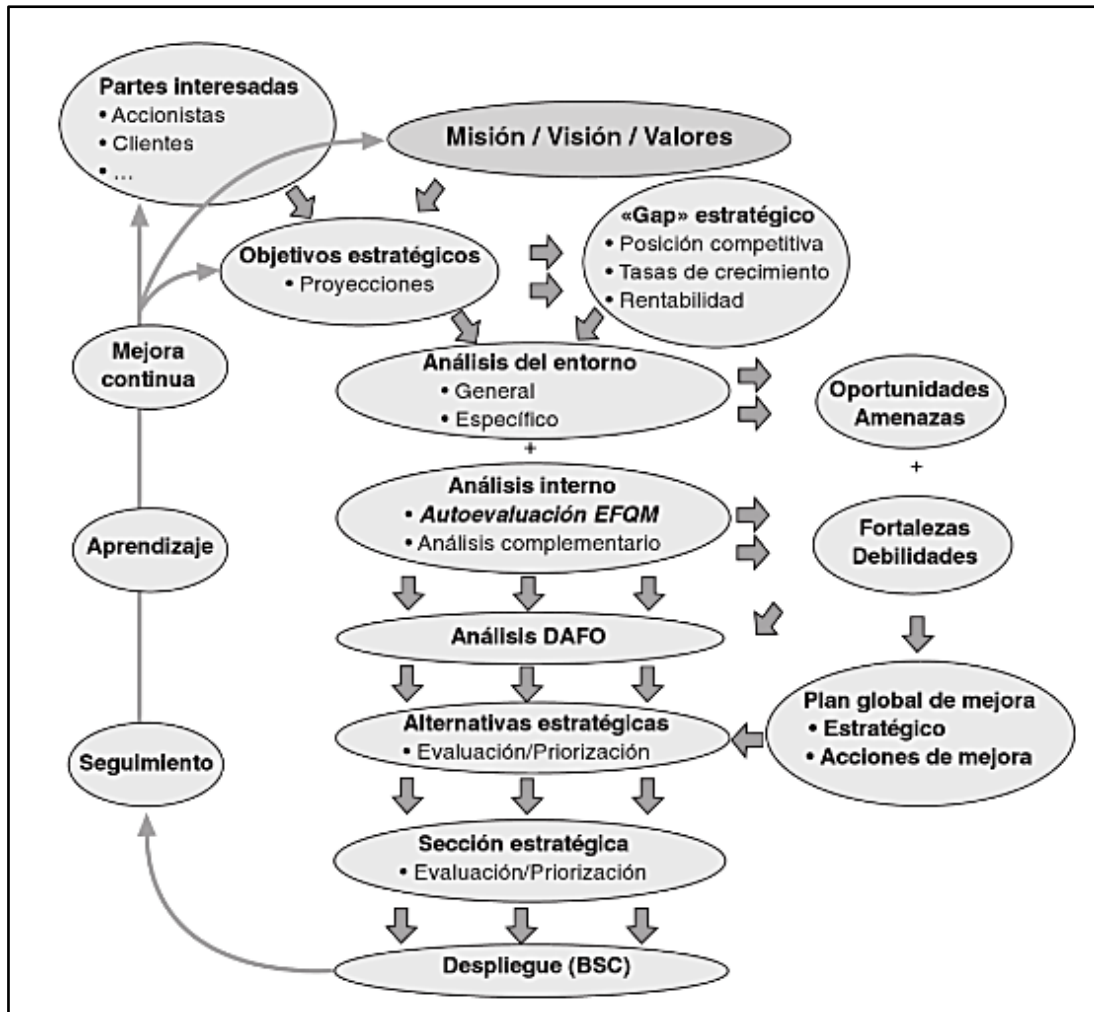 Partes interesadas
• Accionistas
• Clientes
• ...
Misión / Visión / Valores
«Gap» estratégico
• Posición competitiva
• Tasas de crecimiento
• Rentabilidad
Objetivos estratégicos
• Proyecciones
Mejora
continua
Análisis del entorno
• General
• Específico
Oportunidades
Amenazas
+
+
Análisis interno
• Autoevaluación EFQM
• Análisis complementario
Fortalezas
Debilidades
Aprendizaje
Análisis DAFO
Plan global de mejora
• Estratégico
• Acciones de mejora
Alternativas estratégicas
• Evaluación/Priorización
Seguimiento
Sección estratégica
• Evaluación/Priorización
Despliegue (BSC)